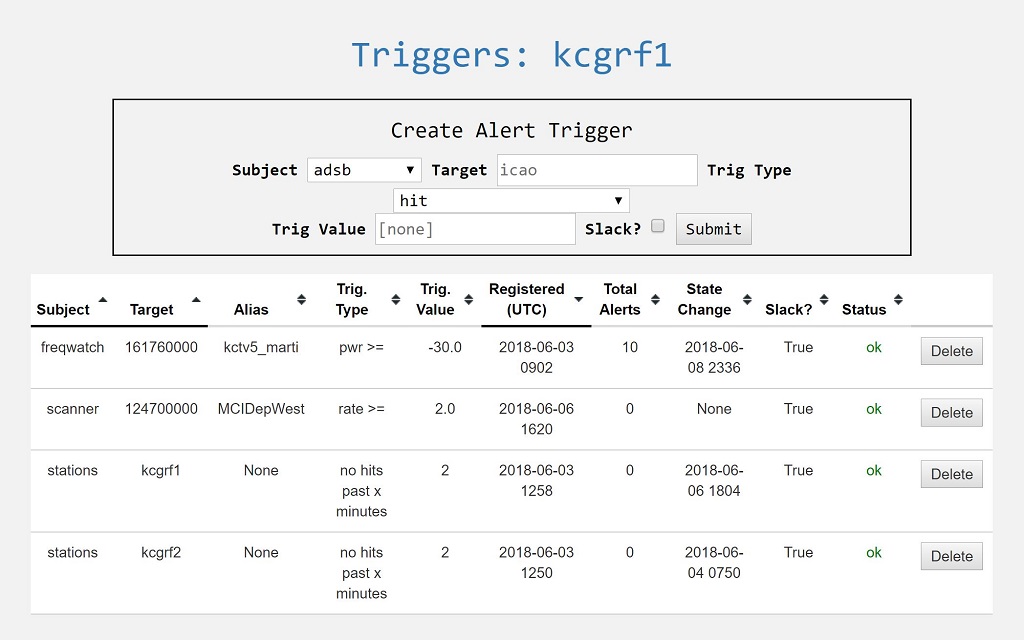 Triggers: kcgrf1
Create Alert Trigger
Subject adsb Target icao Trig Type
hit
Trig Value [none] Slack? Submit
Subject Target Alias Trig. Type Trig. Value Registered (UTC) Total Alerts State Change Slack? Status
freqwatch 161760000 kctv5_marti pwr >= -30.0 2018-06-03 0902 10 2018-06-08 2336 True ok Delete
scanner 124700000 MCIDepWest rate >= 2.0 2018-06-06 1620 0 None True ok Delete
stations kcgrf1 None no hits past x minutes 2 2018-06-03 1258 0 2018-06-06 1804 True ok Delete
stations kcgrf2 None no hits past x minutes 2 2018-06-03 1250 0 2018-06-04 0750 True ok Delete